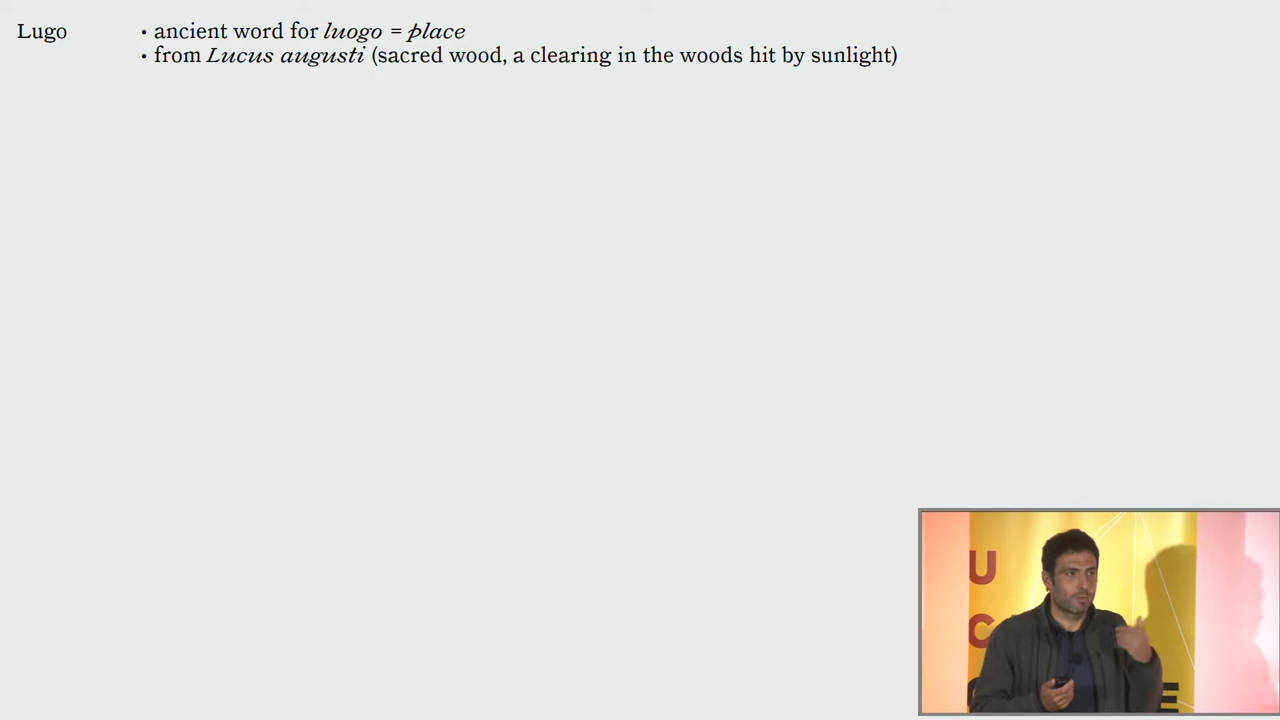 Lugo • ancient word for luogo = place
• from Lucus augusti (sacred wood, a clearing in the woods hit by sunlight)
U
C
E